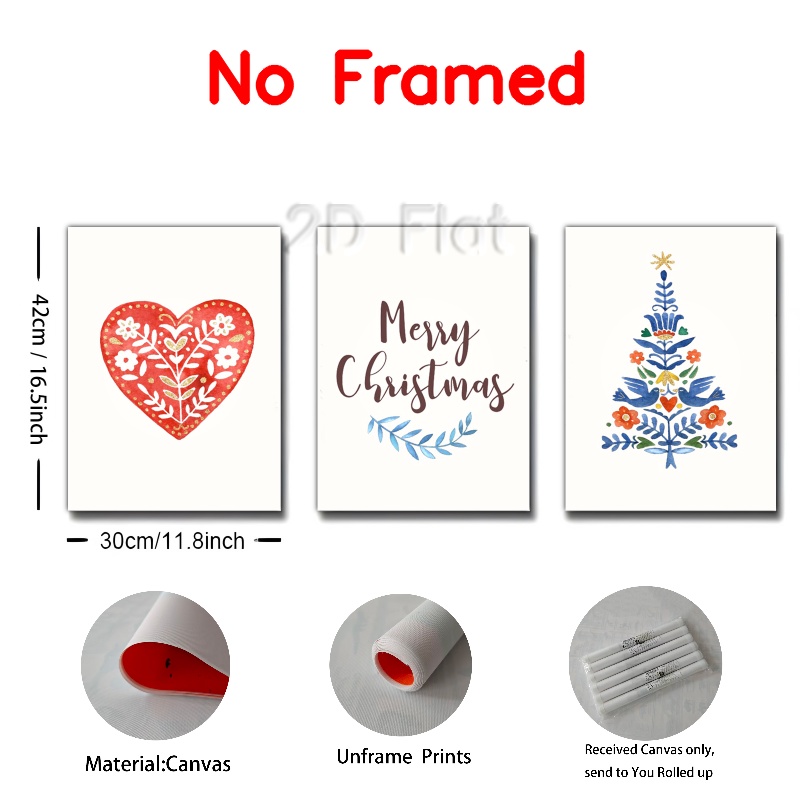 No Framed
2D Flat
42cm / 16.5inch
Merry
Christmas
30cm/11.8inch
Material:Canvas
Unframe Prints
Received Canvas only,
send to You Rolled up